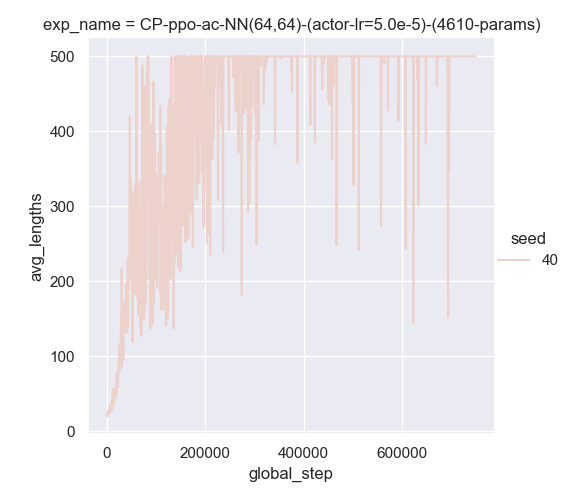 exp_name = CP-ppo-ac-NN(64,64)-(actor-lr=5.0e-5)-(4610-params)
500
400
300
200
100
0
avg_lengths
seed
40
0 200000 400000 600000
global_step